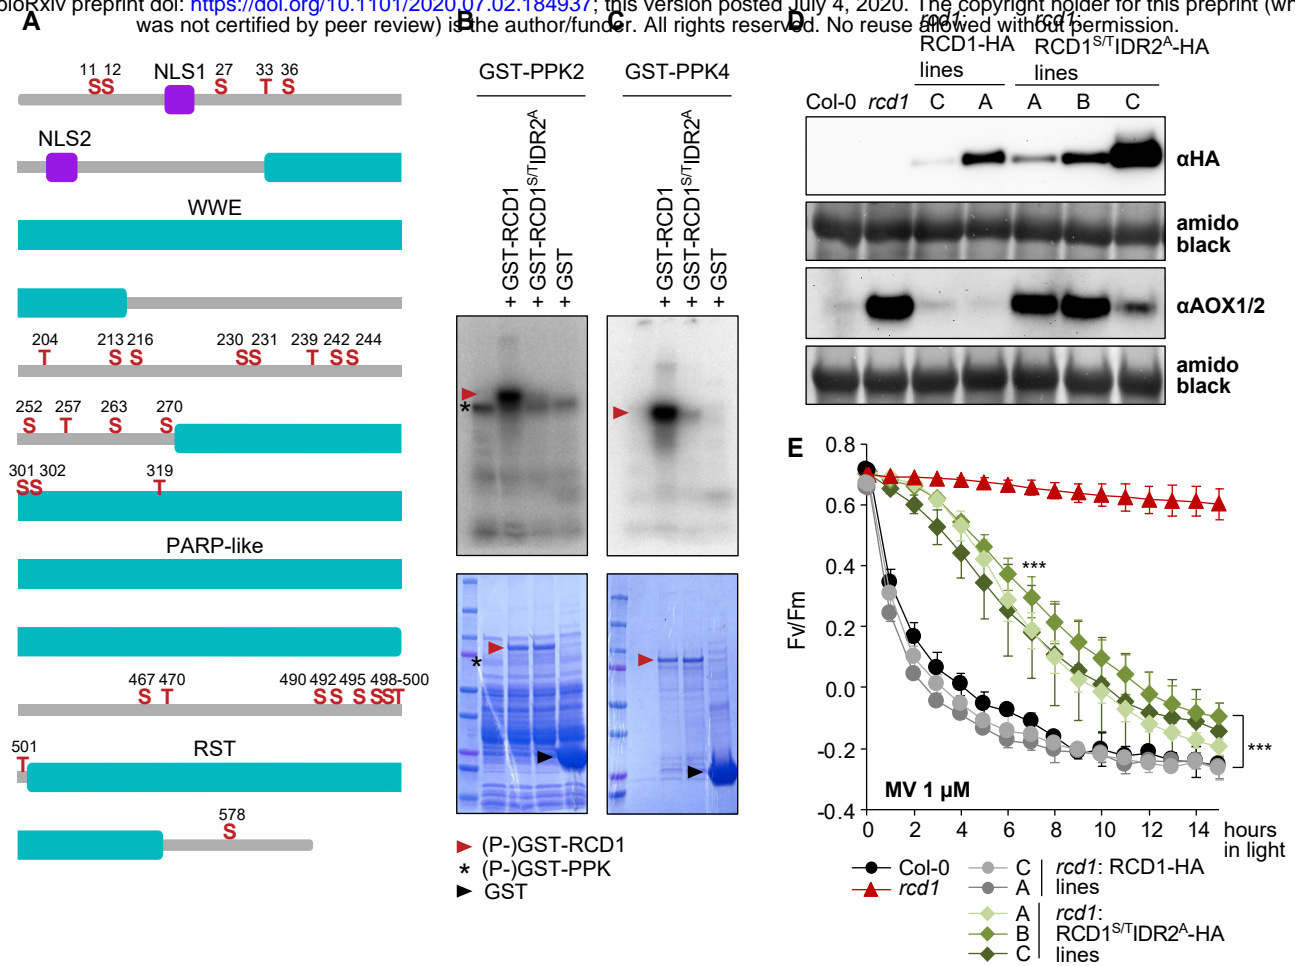 bioRxiv preprint doi: https://doi.org/10.1101/2020.07.02.184937; this version posted July 4, 2020. The copyright holder for this preprint (wh
was not certified by peer review) is the author/funder. All rights reserved. No reuse allowed without permission.
A
11 12 NLS1 27 33 36
SS S T S
NLS2
WWE
204 213 216 230 231 239 242 244
T S S SS T S S
252 257 263 270
S T S S
301 302 319
SS T
PARP-like
467 470 490 492 495 498-500
S T S S S SST
501 RST
T
578
S
B
GST-PPK2
+ GST-RCD1
+ GST-RCD1S/TIDR2A
+ GST
*
*
C
GST-PPK4
+ GST-RCD1
+ GST-RCD1S/TIDR2A
+ GST
(P-)GST-RCD1
* (P-)GST-PPK
GST
D
rcd1: rcd1:
RCD1-HA RCD1S/TIDR2A-HA
lines lines
Col-0 rcd1 C A A B C
αHA
amido
black
αAOX1/2
amido
black
E
0.8
0.6
0.4
0.2
0.0
-0.2
-0.4
Fv/Fm
***
***
MV 1 µM
0 2 4 6 8 10 12 14 hours
in light
Col-0 C rcd1: RCD1-HA
rcd1 A lines
A rcd1:
B RCD1S/TIDR2A-HA
C lines